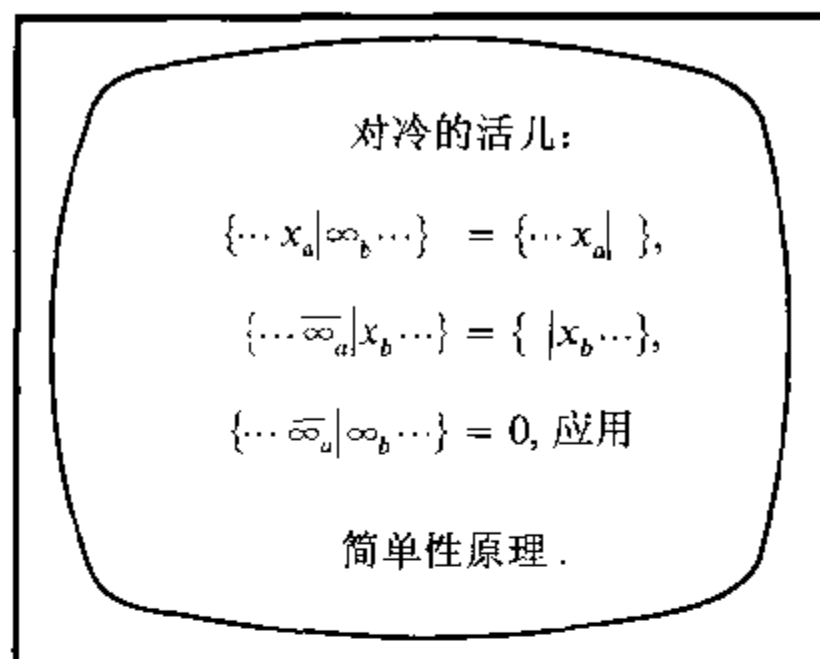 对冷的活儿:
{⋯ x_a|∞_b ⋯} = {⋯ x_a| },
{⋯ \overline{∞}_a|x_b ⋯} = { |x_b ⋯},
{⋯ \overline{∞}_a|∞_b ⋯} = 0, 应用
简单性原理.